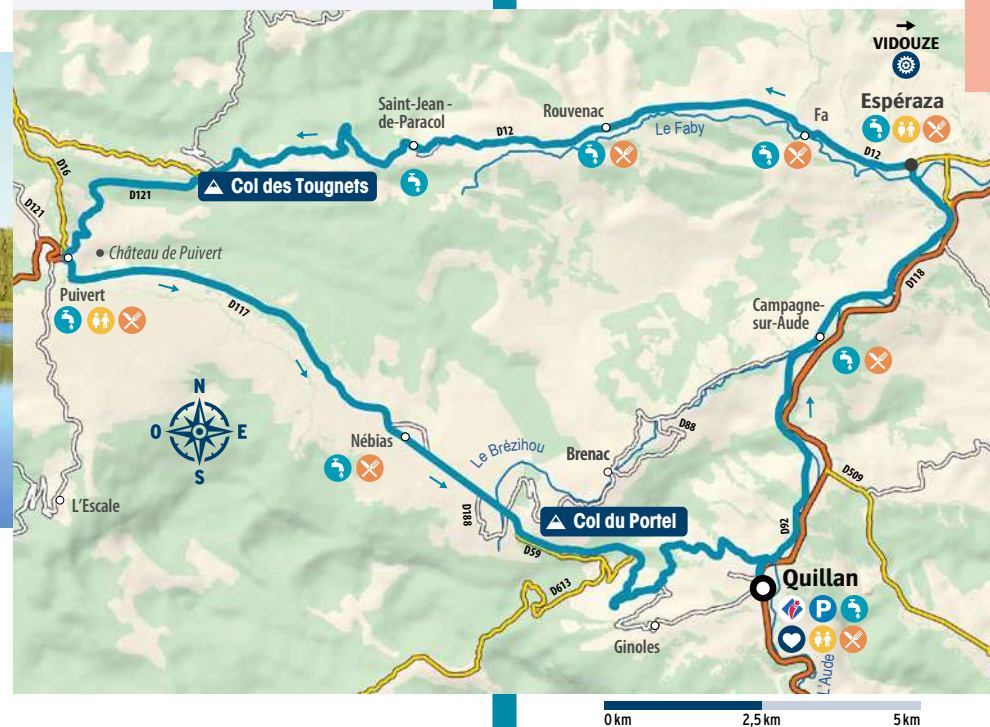 VIDOUZE
Espéraza
Saint-Jean -
de-Paracol
Rouvenac
Fa
D12
Le Faby
D12
D16
D121
Col des Tougnets
D121
Château de Puivert
Puivert
D117
D118
Campagne-
sur-Aude
N
O
E
S
Nébias
Le Brézihou
Brenac
D88
L'Escale
D188
Col du Portel
D509
D92
D59
D613
Quillan
P
Ginoles
L'Aude
0 km
2,5 km
5 km